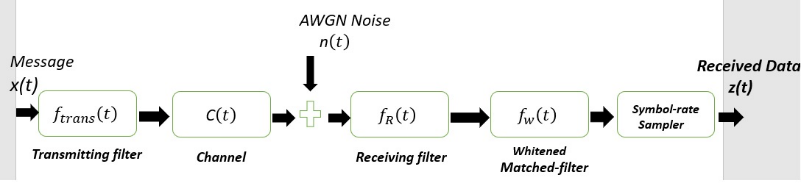 AWGN Noise
n(t)
Message
x(t)
Received Data
z(t)
f_trans(t)
C(t)
f_R(t)
f_w(t)
Symbol-rate
Sampler
Transmitting filter
Channel
Receiving filter
Whitened
Matched-filter